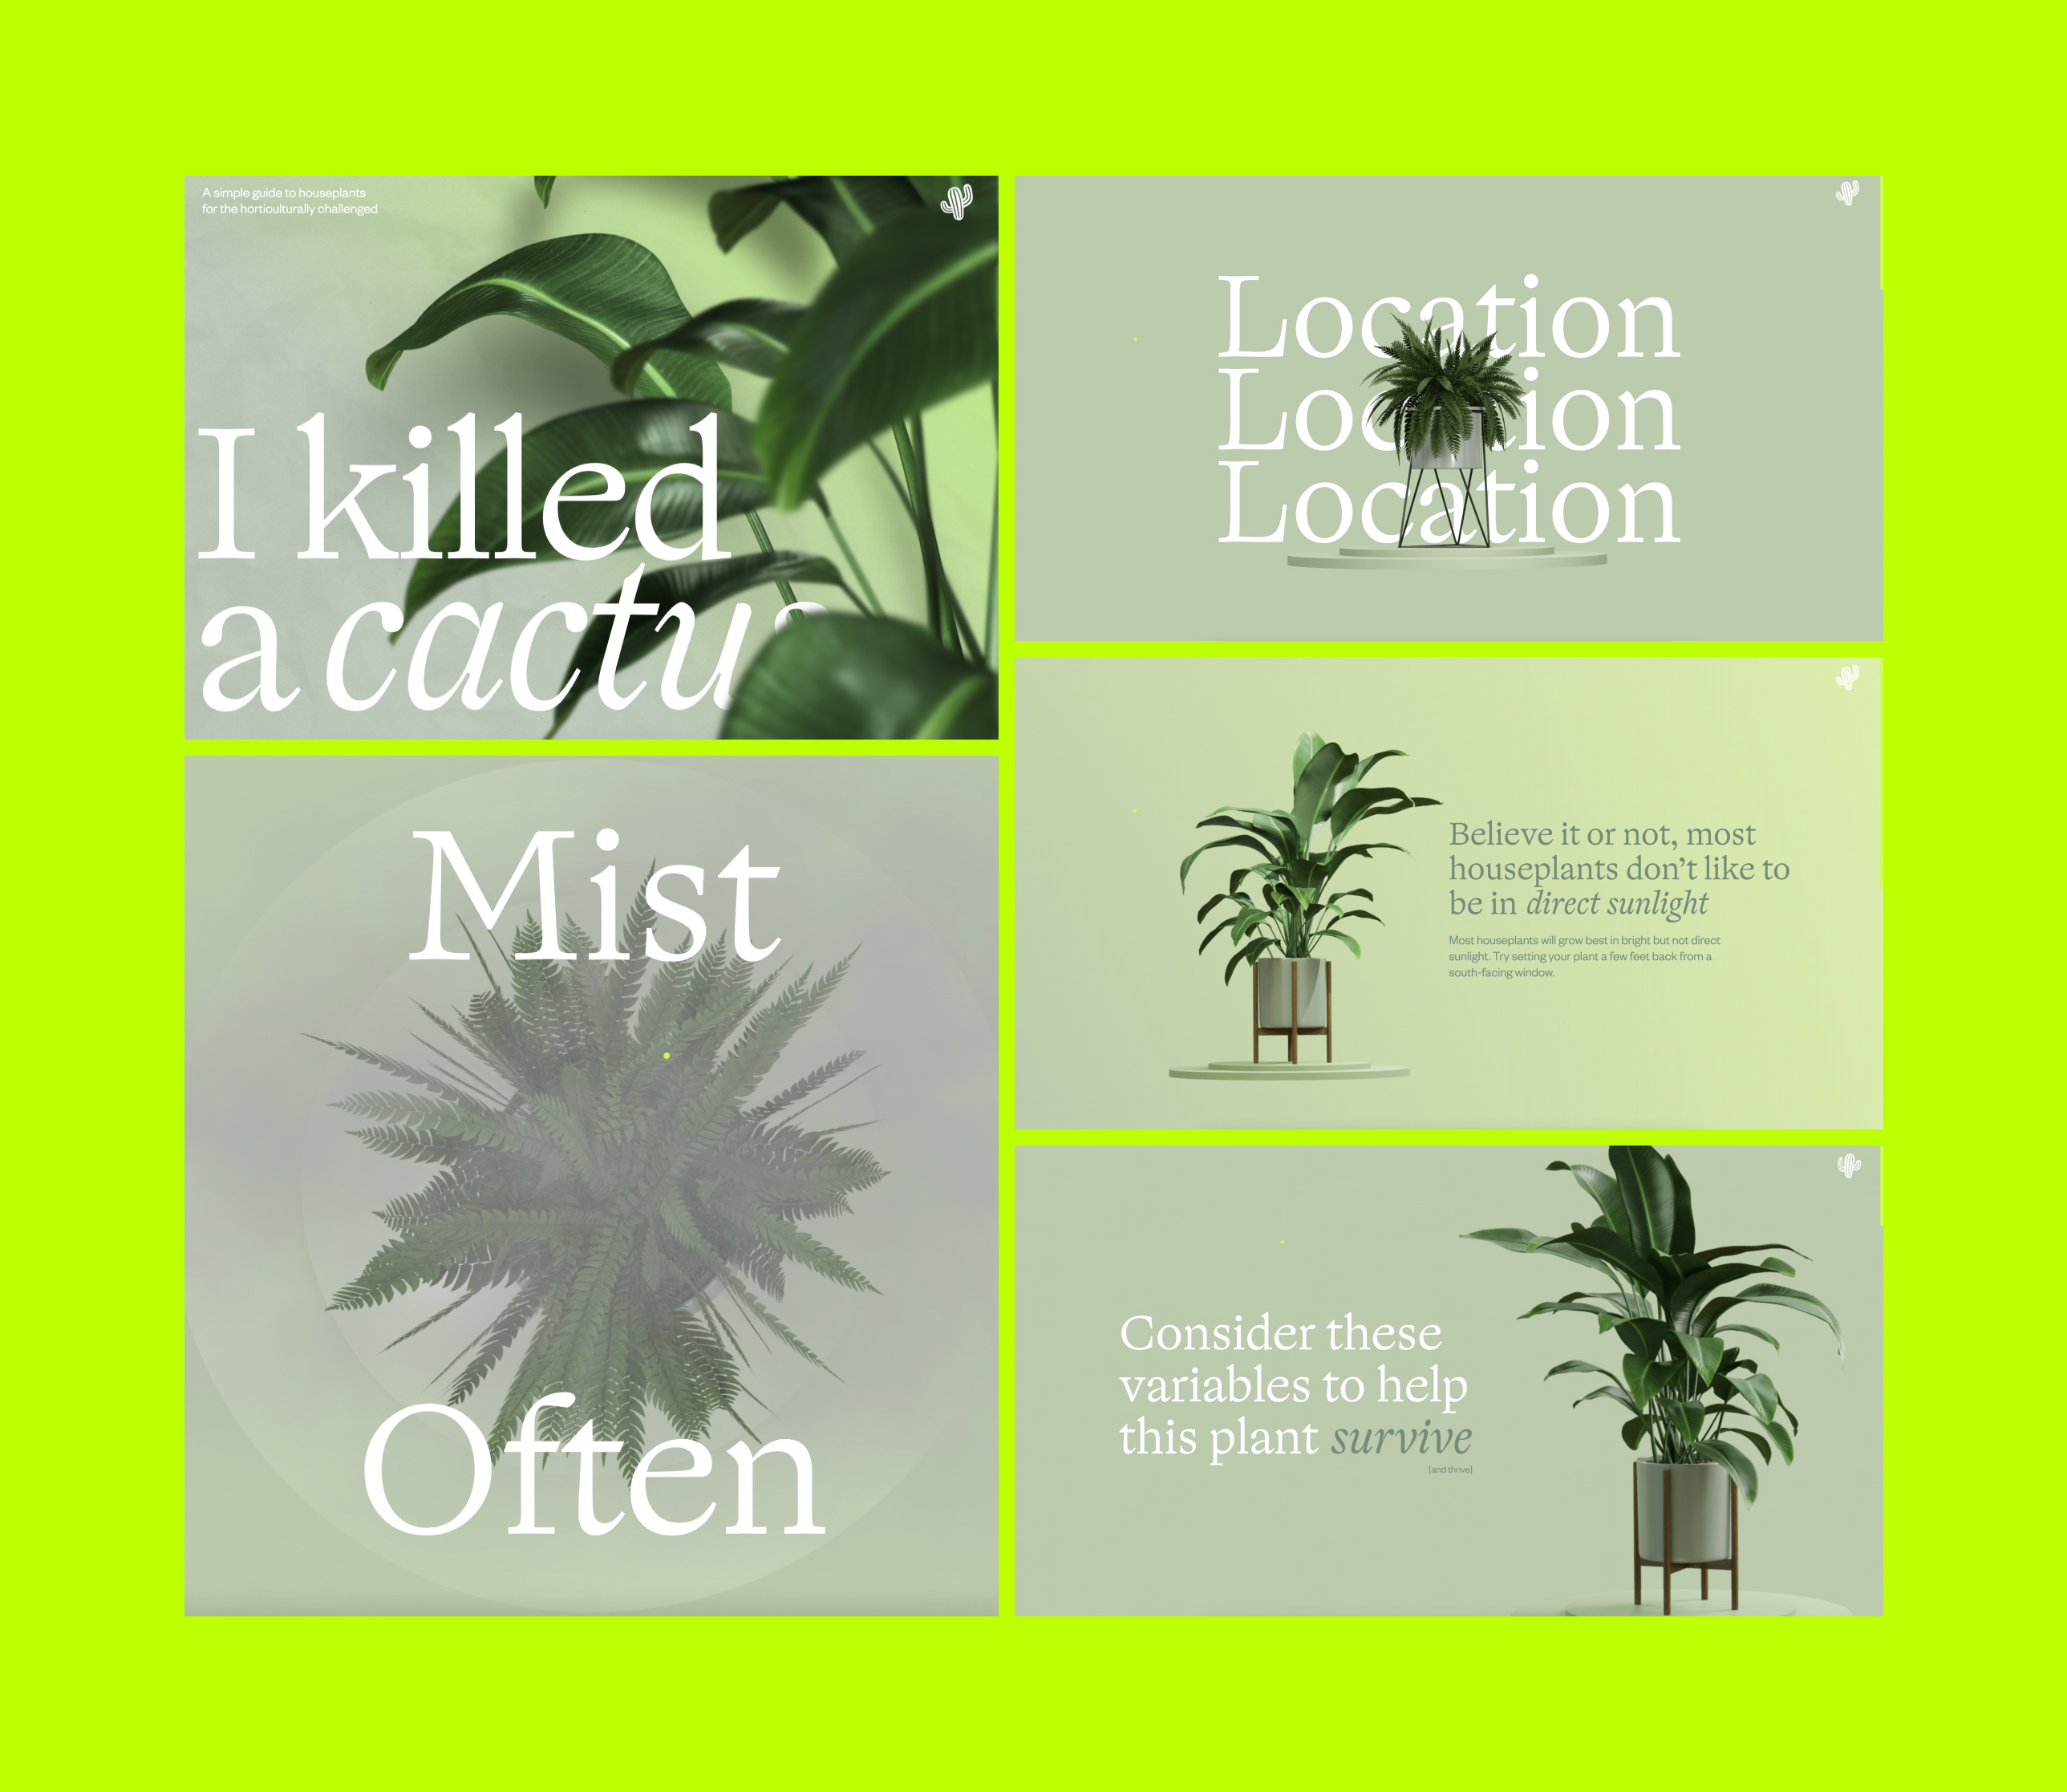 A simple guide to houseplants
for the horticulturally challenged
I killed
a cactus
Mist
Often
Location
Location
Location
Believe it or not, most
houseplants don’t like to
be in direct sunlight
Most houseplants will grow best in bright but not direct
sunlight. Try setting your plant a few feet back from a
south-facing window.
Consider these
variables to help
this plant survive
[and thrive]